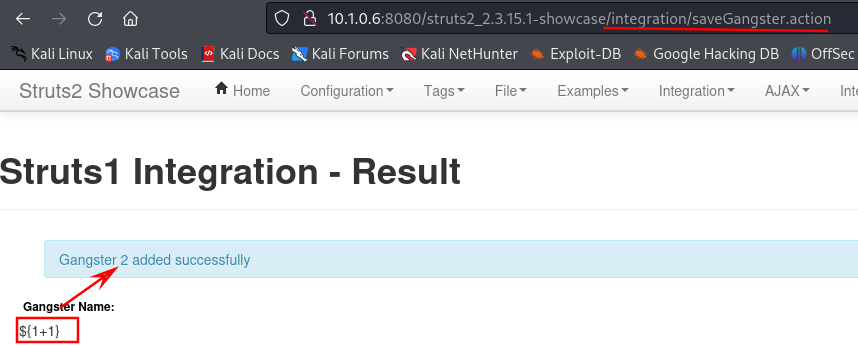 10.1.0.6:8080/struts2_2.3.15.1-showcase/integration/saveGangster.action
Kali Linux Kali Tools Kali Docs Kali Forums Kali NetHunter Exploit-DB Google Hacking DB OffSec
Struts2 Showcase Home Configuration Tags File Examples Integration AJAX Int
Struts1 Integration - Result
Gangster 2 added successfully
Gangster Name:
${1+1}